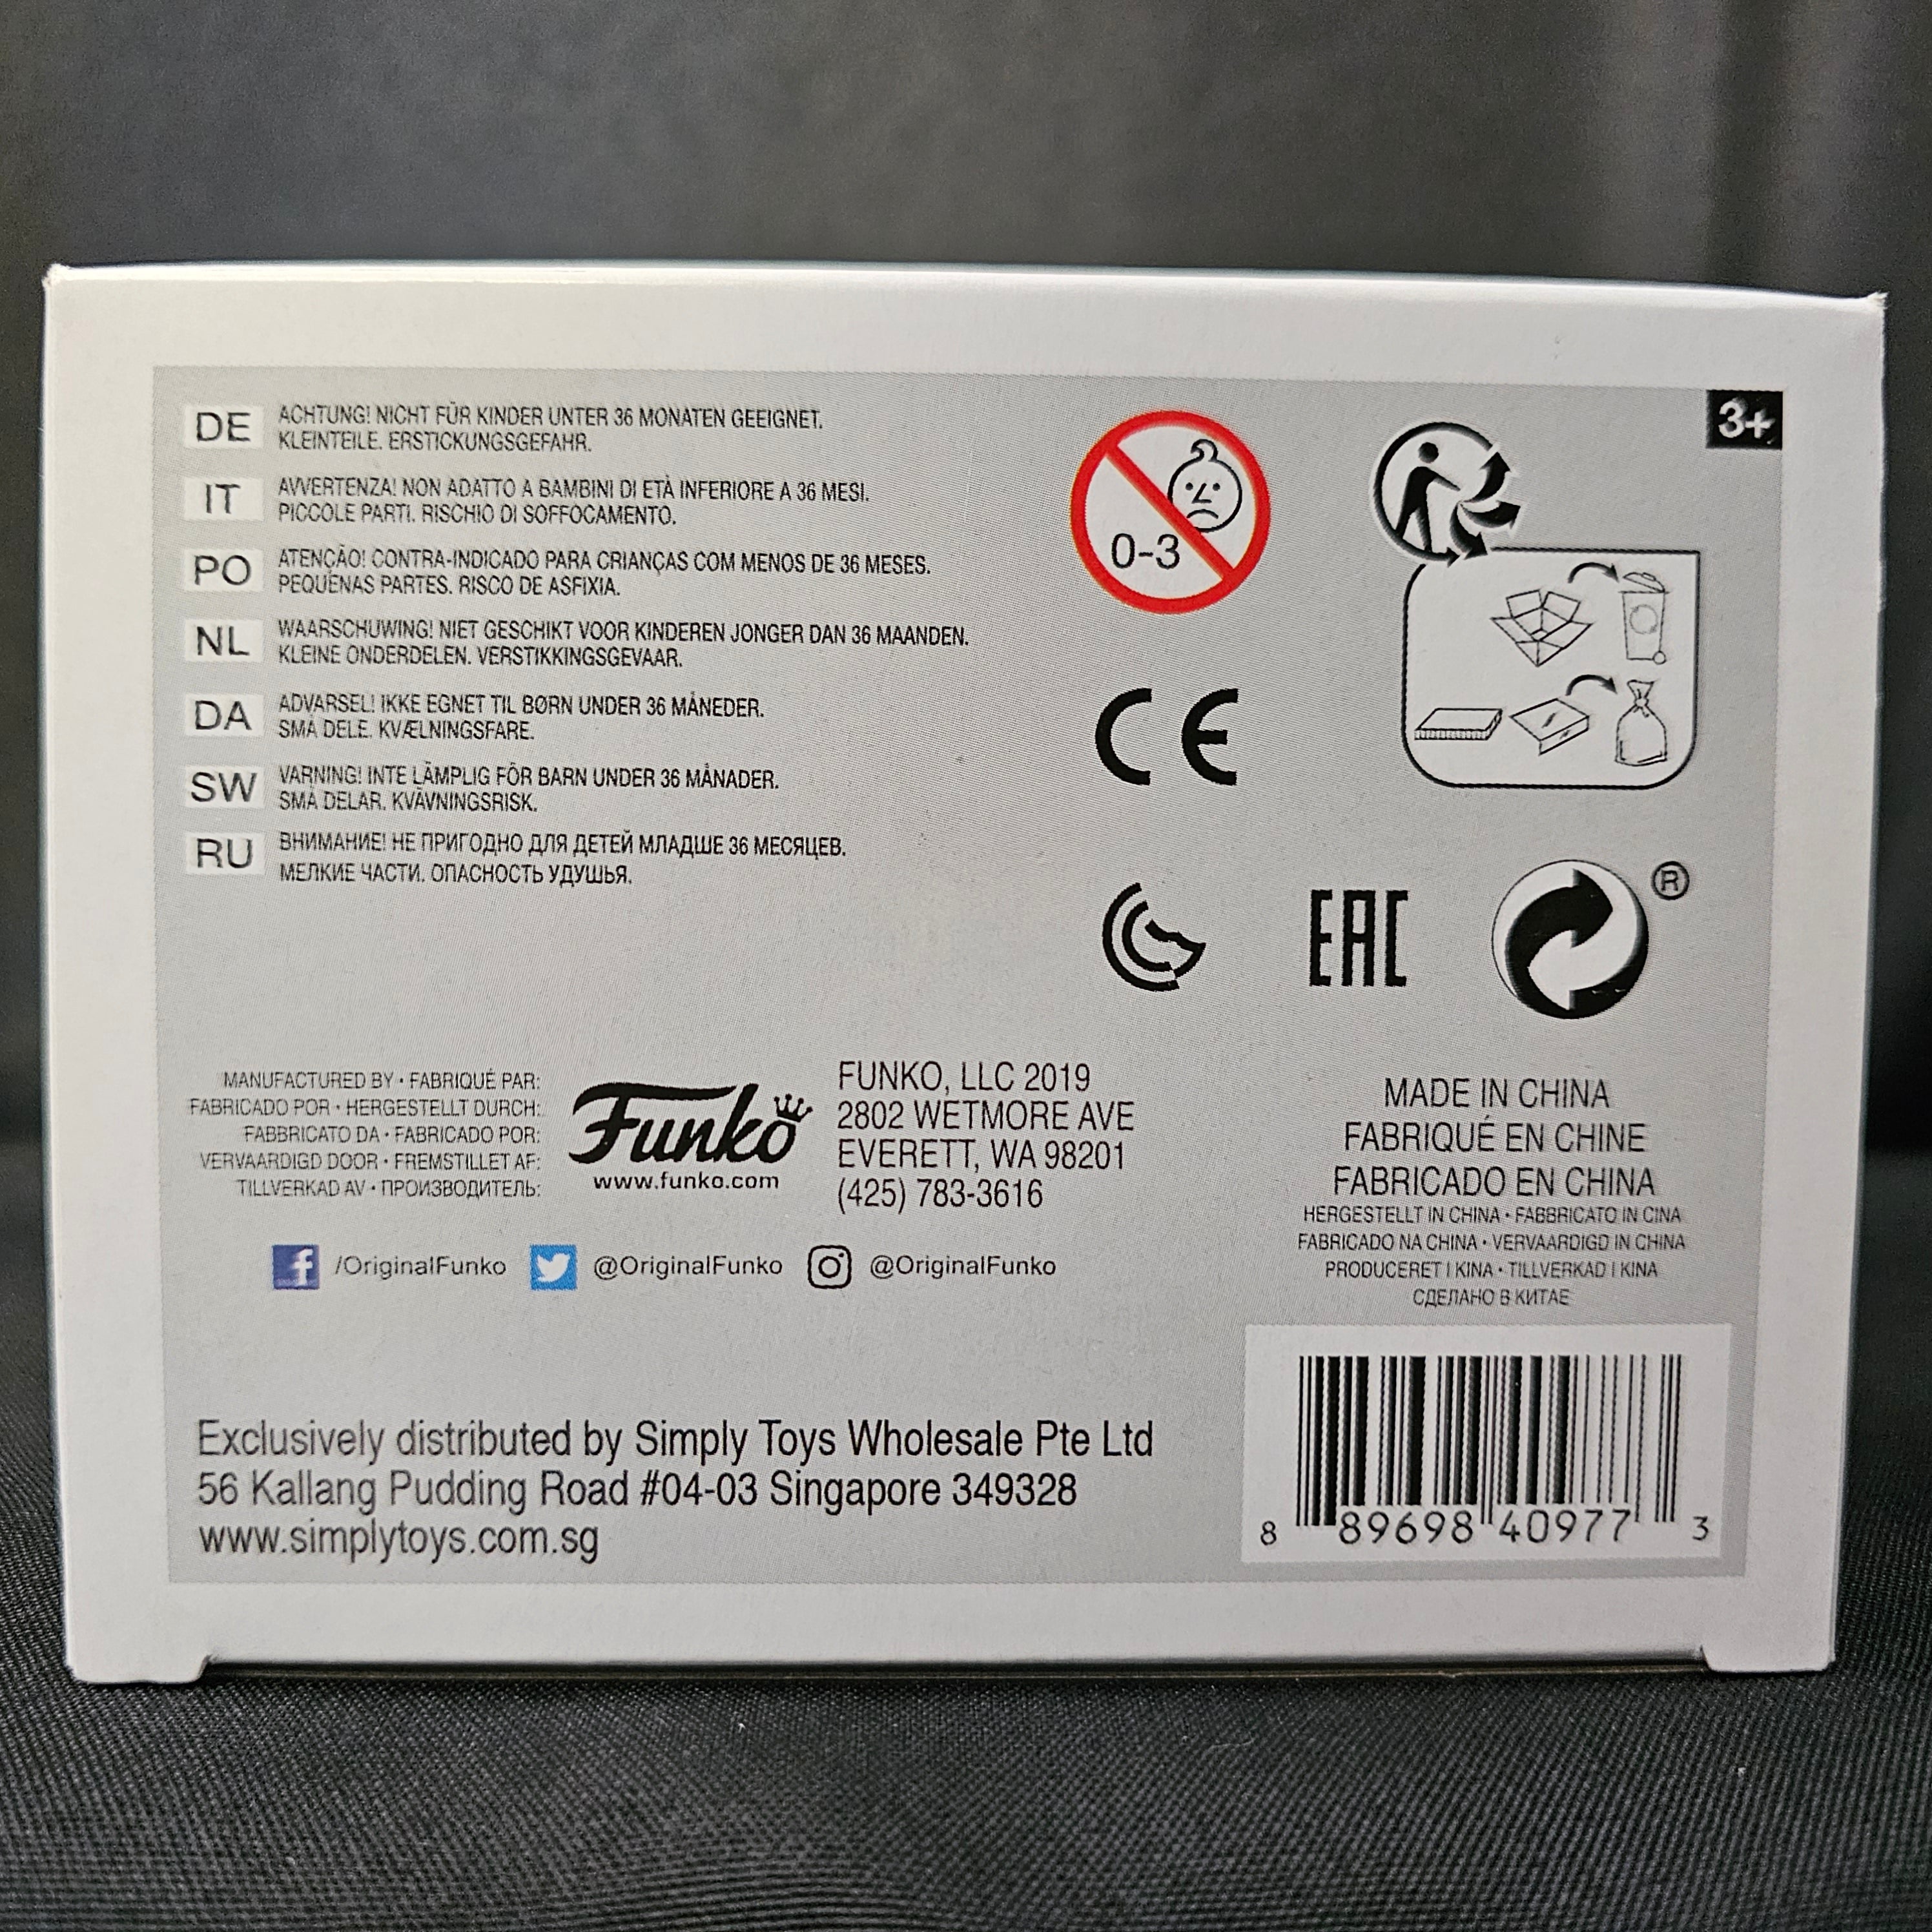 DE
ACHTUNG! NICHT FÜR KINDER UNTER 36 MONATEN GEEIGNET.
KLEINTEILE. ERSTICKUNGSGEFAHR.
IT
AVVERTENZA! NON ADATTO A BAMBINI DI ETÀ INFERIORE A 36 MESI.
PICCOLE PARTI. RISCHIO DI SOFFOCAMENTO.
PO
ATENÇÃO! CONTRA-INDICADO PARA CRIANÇAS COM MENOS DE 36 MESES.
PEQUENAS PARTES. RISCO DE ASFIXIA.
NL
WAARSCHUWING! NIET GESCHIKT VOOR KINDEREN JONGER DAN 36 MAANDEN.
KLEINE ONDERDELEN. VERSTIKKINGSGEVAAR.
DA
ADVARSEL! IKKE EGNET TIL BØRN UNDER 36 MÅNEDER.
SMÅ DELE. KVÆLNINGSFARE.
SW
VARNING! INTE LÄMPLIG FÖR BARN UNDER 36 MÅNADER.
SMÅ DELAR. KVÄVNINGSRISK.
RU
ВНИМАНИЕ! НЕ ПРИГОДНО ДЛЯ ДЕТЕЙ МЛАДШЕ 36 МЕСЯЦЕВ.
МЕЛКИЕ ЧАСТИ. ОПАСНОСТЬ УДУШЬЯ.
0-3
3+
CE
EAC
®
MANUFACTURED BY • FABRIQUÉ PAR:
FABRICADO POR • HERGESTELLT DURCH:
FABBRICATO DA • FABRICADO POR:
VERVAARDIGD DOOR • FREMSTILLET AF:
TILLVERKAD AV • ПРОИЗВОДИТЕЛЬ:
Funko
www.funko.com
FUNKO, LLC 2019
2802 WETMORE AVE
EVERETT, WA 98201
(425) 783-3616
MADE IN CHINA
FABRIQUÉ EN CHINE
FABRICADO EN CHINA
HERGESTELLT IN CHINA • FABBRICATO IN CINA
FABRICADO NA CHINA • VERVAARDIGD IN CHINA
PRODUCERET I KINA • TILLVERKAD I KINA
СДЕЛАНО В КИТАЕ
/OriginalFunko @OriginalFunko @OriginalFunko
Exclusively distributed by Simply Toys Wholesale Pte Ltd
56 Kallang Pudding Road #04-03 Singapore 349328
www.simplytoys.com.sg
8 89698 40977 3